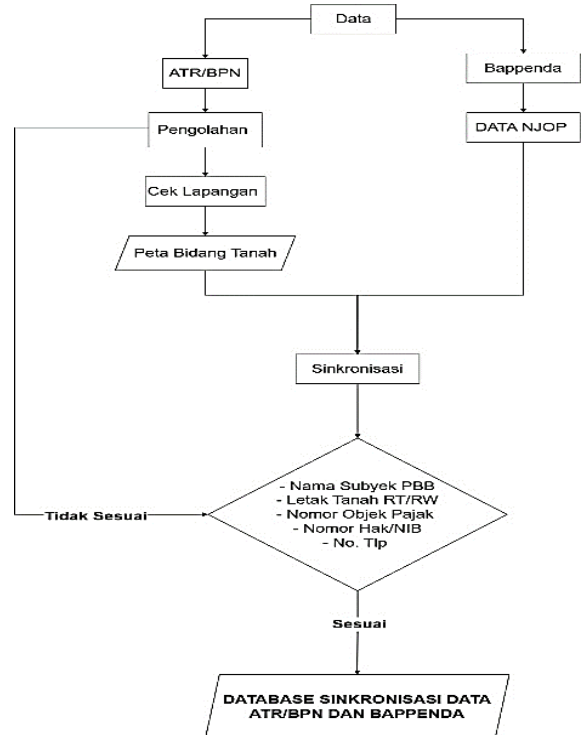 Data
ATR/BPN
Bappenda
Pengolahan
DATA NJOP
Cek Lapangan
Peta Bidang Tanah
Sinkronisasi
- Nama Subyek PBB
- Letak Tanah RT/RW
- Nomor Objek Pajak
- Nomor Hak/NIB
- No. Tlp
Tidak Sesuai
Sesuai
DATABASE SINKRONISASI DATA
ATR/BPN DAN BAPPENDA